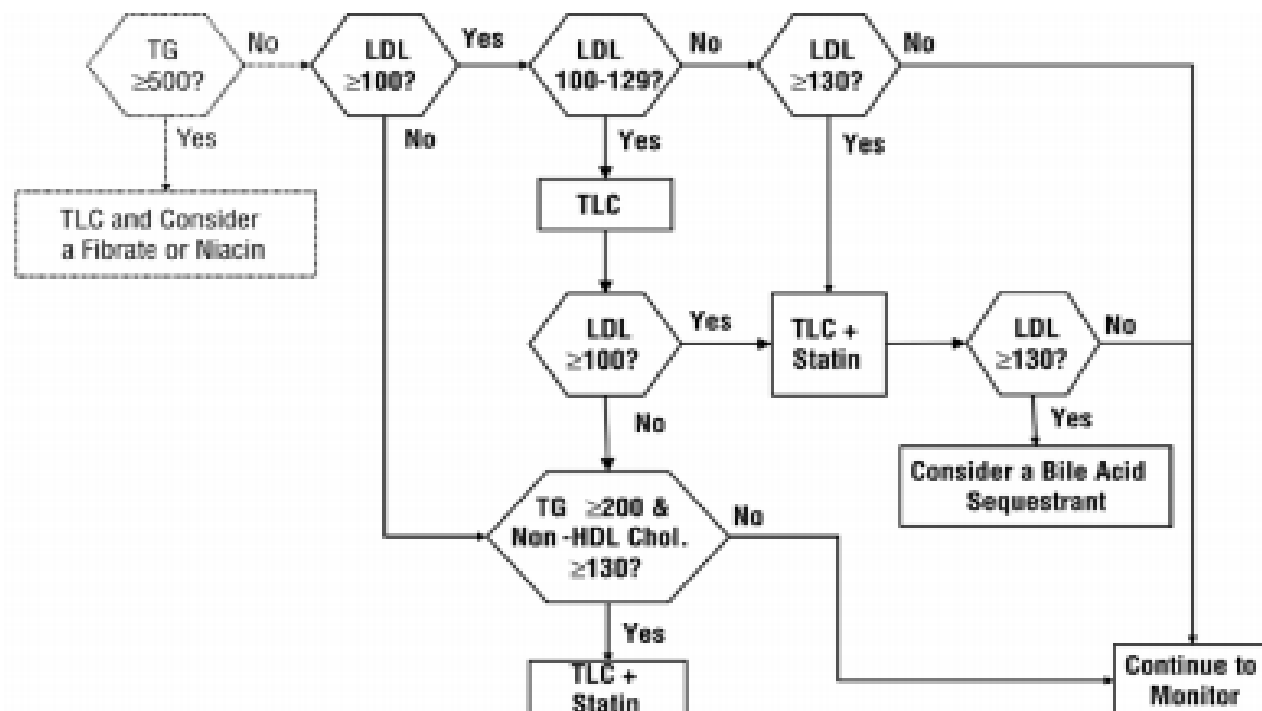 TG
≥500?
No
LDL
≥100?
Yes
LDL
100-129?
No
LDL
≥130?
No
Yes
No
Yes
Yes
TLC and Consider
a Fibrate or Niacin
TLC
LDL
≥100?
Yes
TLC +
Statin
LDL
≥130?
No
No
Yes
Consider a Bile Acid
Sequestrant
TG ≥200 &
Non-HDL Chol.
≥130?
No
Yes
TLC +
Statin
Continue to
Monitor